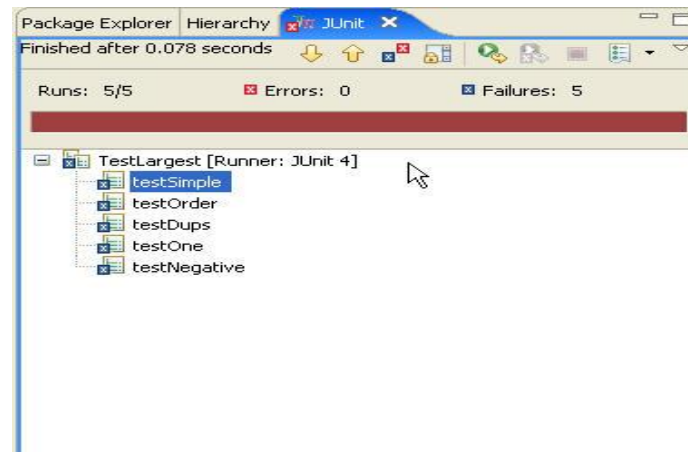 Package Explorer Hierarchy JUnit
Finished after 0.078 seconds
Runs: 5/5 Errors: 0 Failures: 5
TestLargest [Runner: JUnit 4]
testSimple
testOrder
testDups
testOne
testNegative